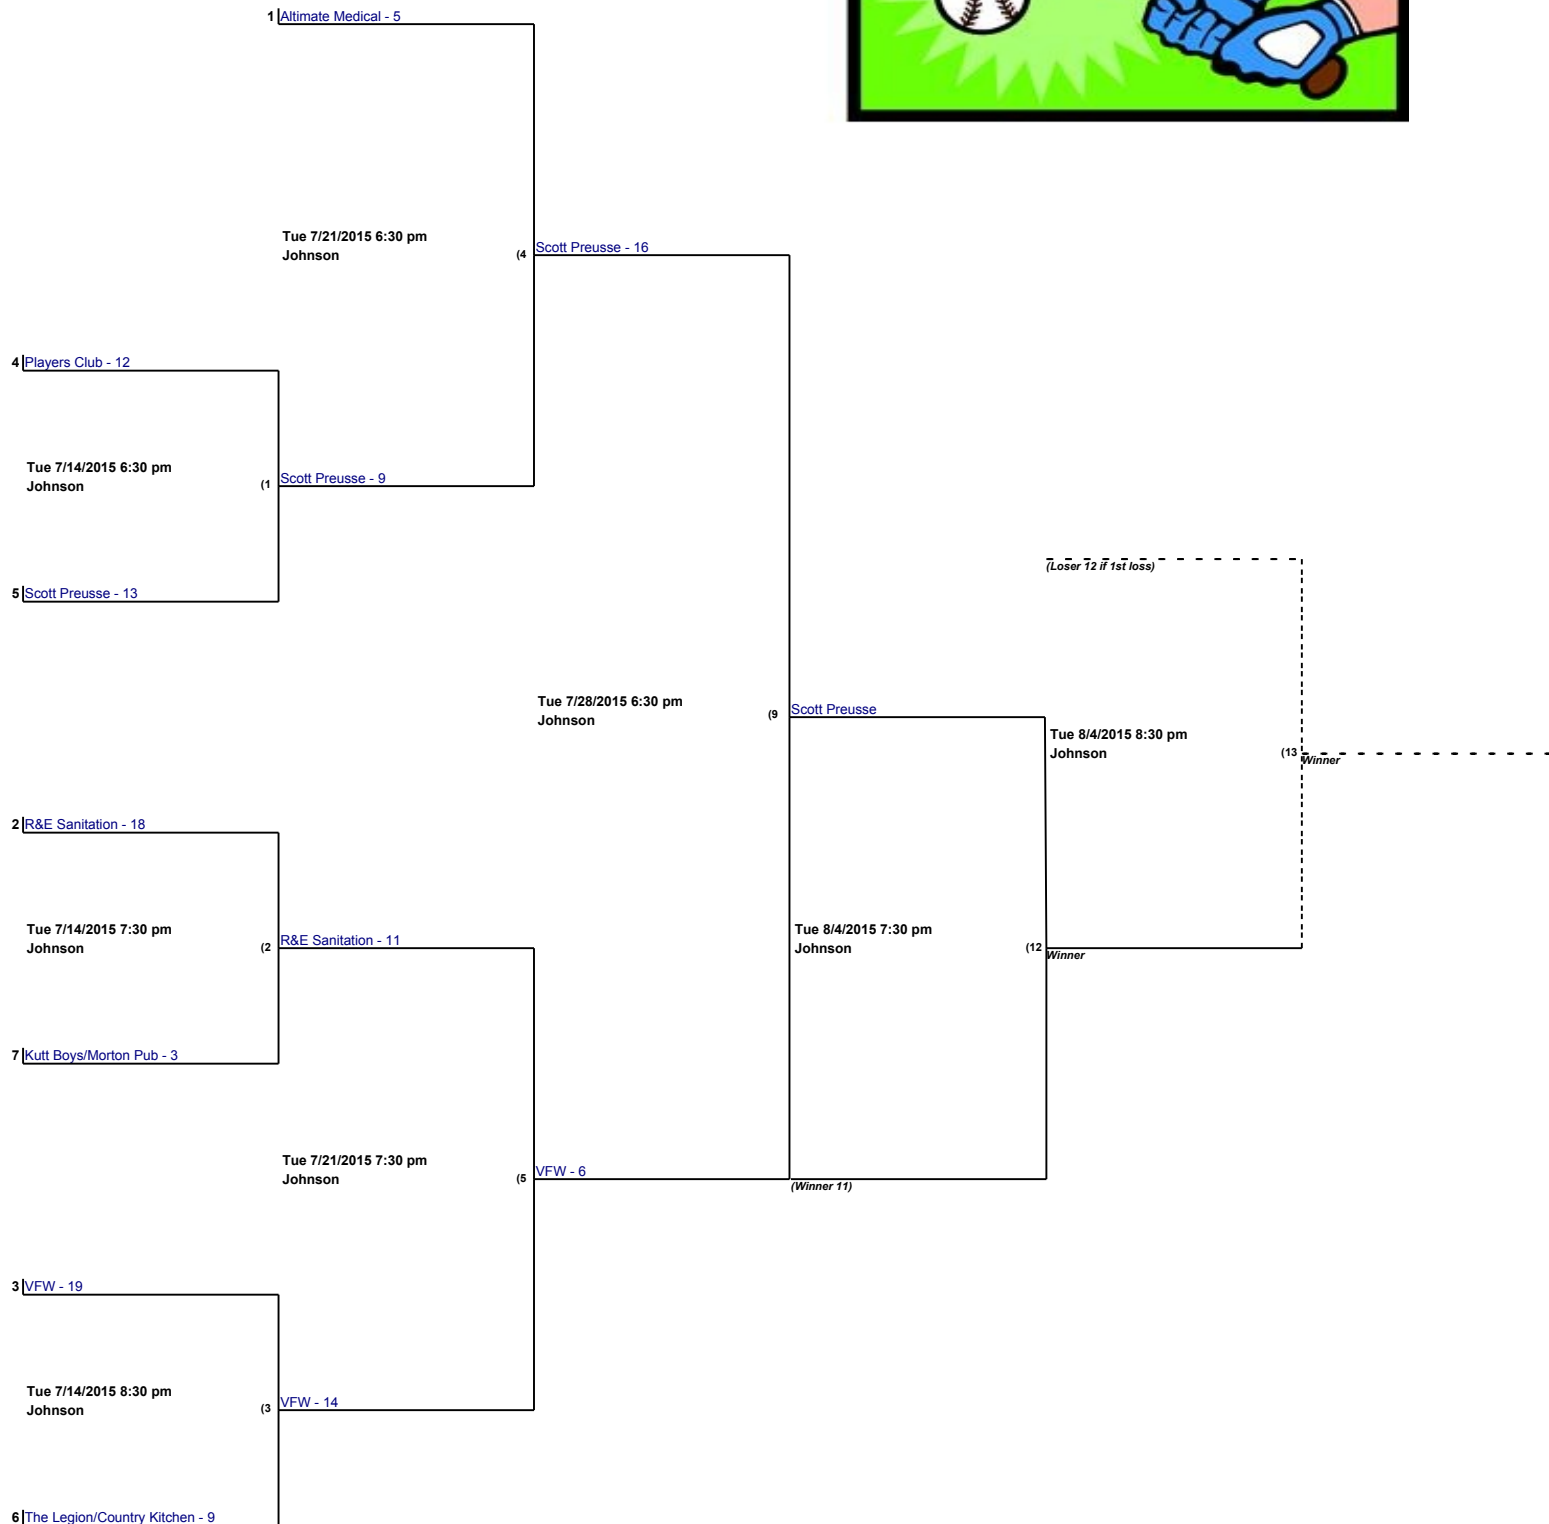 1 Altimate Medical - 5
Tue 7/21/2015 6:30 pm
Johnson
(4
Scott Preusse - 16
4 Players Club - 12
Tue 7/14/2015 6:30 pm
Johnson
(1
Scott Preusse - 9
5 Scott Preusse - 13
(Loser 12 if 1st loss)
Tue 7/28/2015 6:30 pm
Johnson
(9
Scott Preusse
Tue 8/4/2015 8:30 pm
Johnson
(13
Winner
2 R&E Sanitation - 18
Tue 7/14/2015 7:30 pm
Johnson
(2
R&E Sanitation - 11
Tue 8/4/2015 7:30 pm
Johnson
(12
Winner
7 Kutt Boys/Morton Pub - 3
Tue 7/21/2015 7:30 pm
Johnson
(5
VFW - 6
(Winner 11)
3 VFW - 19
Tue 7/14/2015 8:30 pm
Johnson
(3
VFW - 14
6 The Legion/Country Kitchen - 9